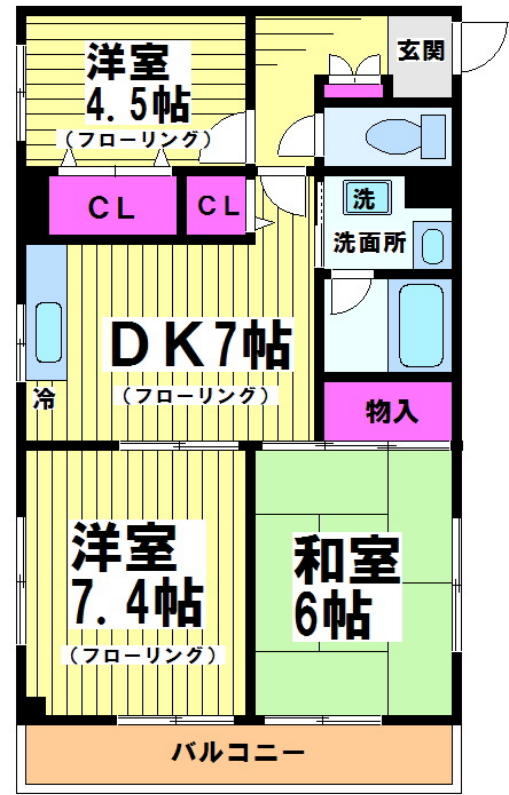 玄関
洋室
4.5帖
(フローリング)
CL
CL
洗
洗面所
DK7帖
(フローリング)
冷
物入
洋室
7.4帖
(フローリング)
和室
6帖
バルコニー